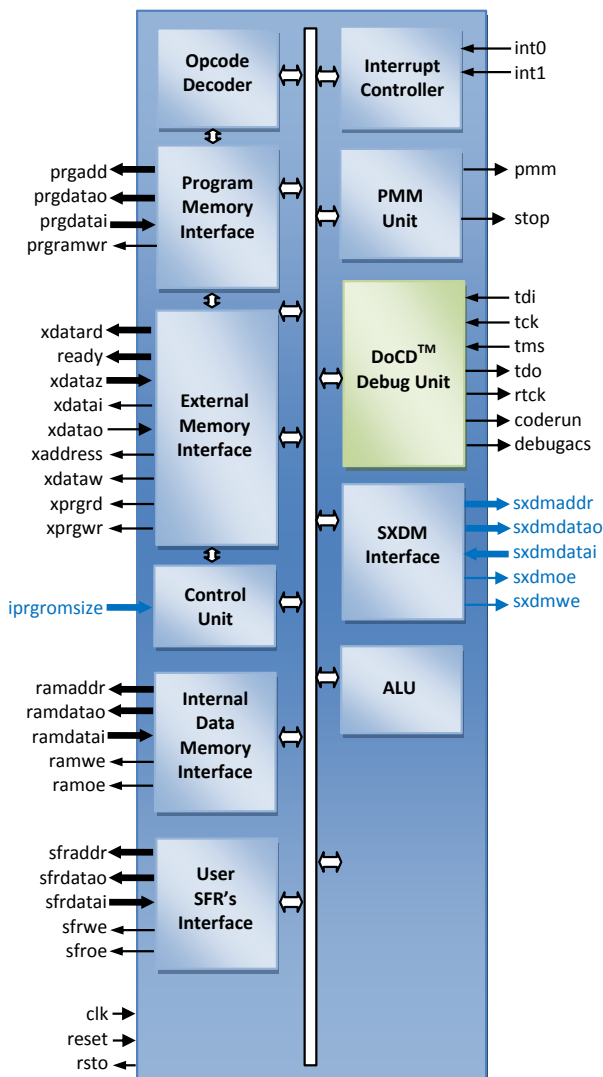 Opcode
Decoder
Interrupt
Controller
int0
int1
prgadd
prgdatao
prgdatai
prgramwr
Program
Memory
Interface
PMM
Unit
pmm
stop
xdatard
ready
xdataz
xdatai
xdatao
xaddress
xdataw
xprgrd
xprgwr
External
Memory
Interface
DoCD™
Debug Unit
tdi
tck
tms
tdo
rtck
coderun
debugacs
SXDM
Interface
sxdmaddr
sxdmdatao
sxdmdatai
sxdmoe
sxdmwe
iprgromsize
Control
Unit
ALU
ramaddr
ramdatao
ramdatai
ramwe
ramoe
Internal
Data
Memory
Interface
sfraddr
sfrdatao
sfrdatai
sfrwe
sfroe
User
SFR's
Interface
clk
reset
rsto